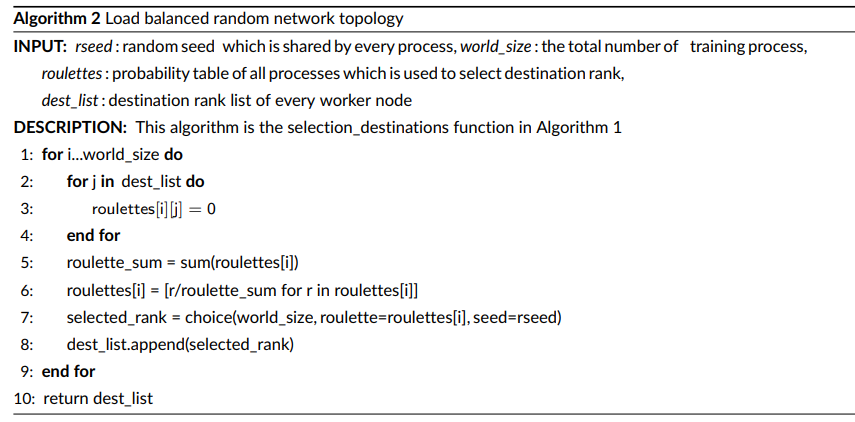 Algorithm 2 Load balanced random network topology
INPUT: rseed : random seed which is shared by every process, world_size : the total number of training process,
roulettes : probability table of all processes which is used to select destination rank,
dest_list : destination rank list of every worker node
DESCRIPTION: This algorithm is the selection_destinations function in Algorithm 1
1: for i...world_size do
2: for j in dest_list do
3: roulettes[i][j] = 0
4: end for
5: roulette_sum = sum(roulettes[i])
6: roulettes[i] = [r/roulette_sum for r in roulettes[i]]
7: selected_rank = choice(world_size, roulette=roulettes[i], seed=rseed)
8: dest_list.append(selected_rank)
9: end for
10: return dest_list